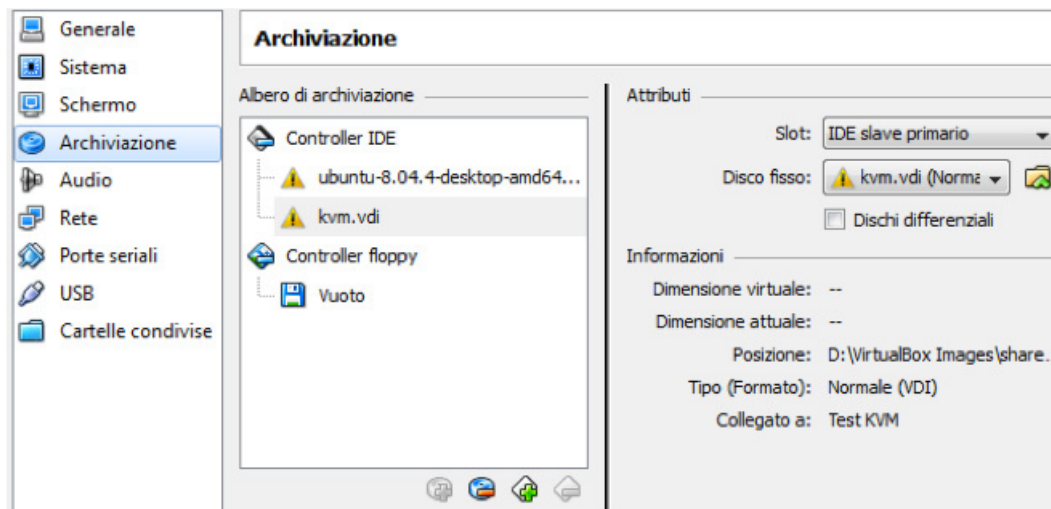 Generale
Sistema
Schermo
Archiviazione
Audio
Rete
Porte seriali
USB
Cartelle condivise
Archiviazione
Albero di archiviazione
Controller IDE
ubuntu-8.04.4-desktop-amd64...
kvm.vdi
Controller floppy
Vuoto
Attributi
Slot: IDE slave primario
Disco fisso: kvm.vdi (Norma
Dischi differenziali
Informazioni
Dimensione virtuale: --
Dimensione attuale: --
Posizione: D:\VirtualBox Images\share...
Tipo (Formato): Normale (VDI)
Collegato a: Test KVM